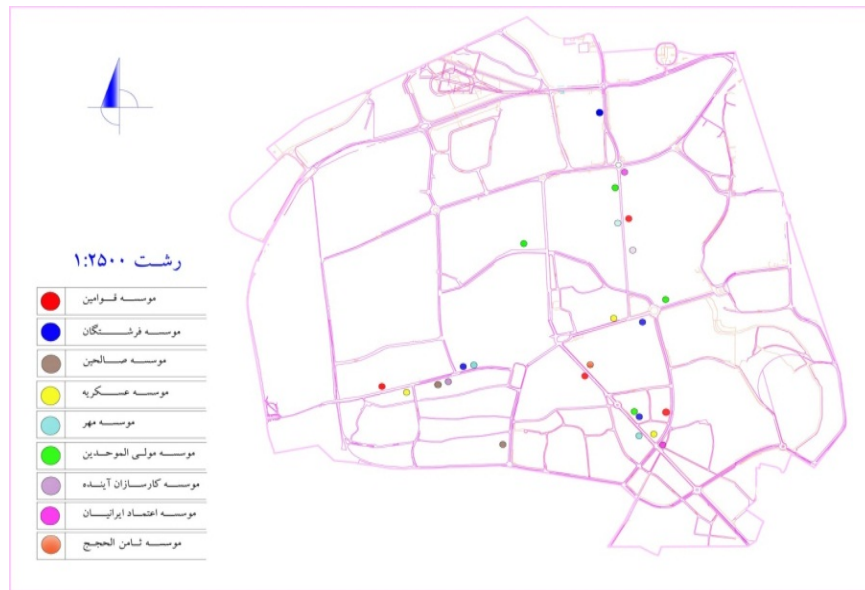 رشت ۱:۲۵۰۰
موسسه قوامین
موسسه فرشتگان
موسسه صالحین
موسسه عسکریه
موسسه مهر
موسسه مولی الموحدین
موسسه کارسازان آینده
موسسه اعتماد ایرانیان
موسسه ثامن الحجج